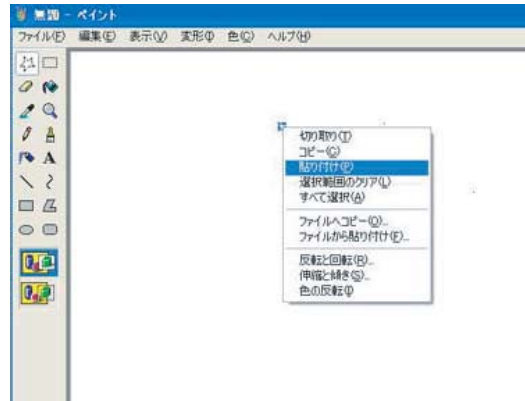 無題 - ペイント
ファイル(F) 編集(E) 表示(V) 変形(I) 色(C) ヘルプ(H)
A
切り取り(T)
コピー(C)
貼り付け(P)
選択範囲のクリア(L)
すべて選択(A)
ファイルへコピー(O)...
ファイルから貼り付け(F)...
反転と回転(R)...
伸縮と傾き(S)...
色の反転(I)